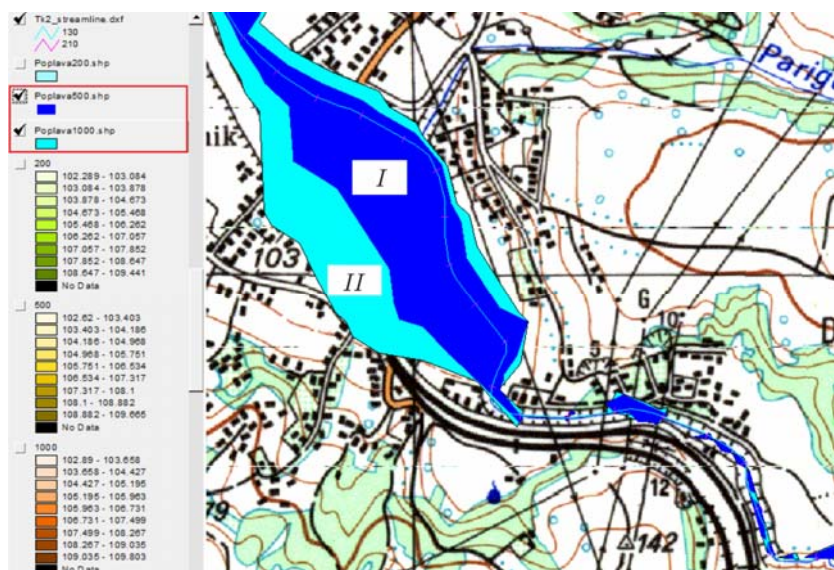 Tk2_streamline.dxf
130
210
Poplava200.shp
Poplava500.shp
Poplava1000.shp
200
102.289 - 103.084
103.084 - 103.878
103.878 - 104.673
104.673 - 105.468
105.468 - 106.262
106.262 - 107.057
107.057 - 107.852
107.852 - 108.647
108.647 - 109.441
No Data
500
102.62 - 103.403
103.403 - 104.186
104.186 - 104.968
104.968 - 105.751
105.751 - 106.534
106.534 - 107.317
107.317 - 108.1
108.1 - 108.882
108.882 - 109.665
No Data
1000
102.89 - 103.658
103.658 - 104.427
104.427 - 105.195
105.195 - 105.963
105.963 - 106.731
106.731 - 107.499
107.499 - 108.267
108.267 - 109.035
109.035 - 109.803
No Data
Parig
nik
I
103
II
G
10
5
12
142